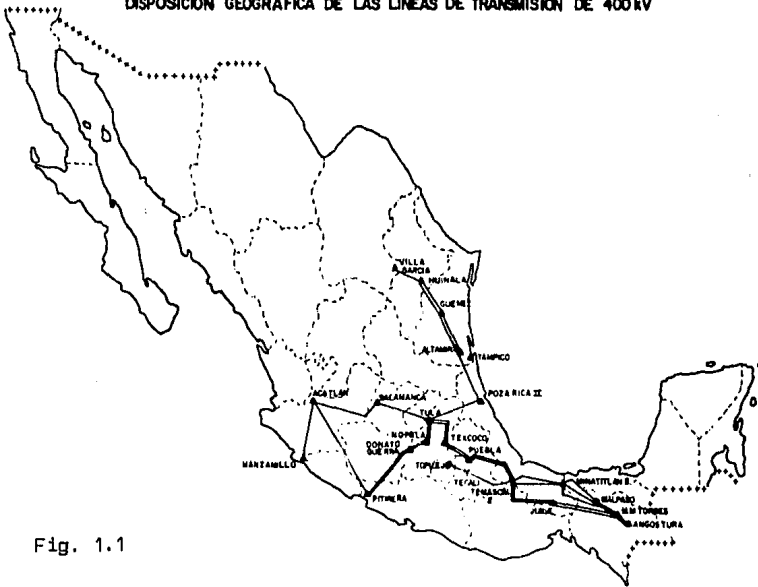 DISPOSICION GEOGRAFICA DE LAS LINEAS DE TRANSMISION DE 400 kV
VILLA
GARCIA
HUINALA
GUEMEZ
ALTAMIRA
TAMPICO
ACATLAN
SALAMANCA
POZA RICA II
TULA
NOPALA
TEXCOCO
DONATO
GUERRA
PUEBLA
MANZANILLO
TOPILEJO
TECALI
MINATITLAN II
TEMASCAL
II
PITIRERA
JUILE
MALPASO
M.M TORRES
ANGOSTURA
Fig. 1.1